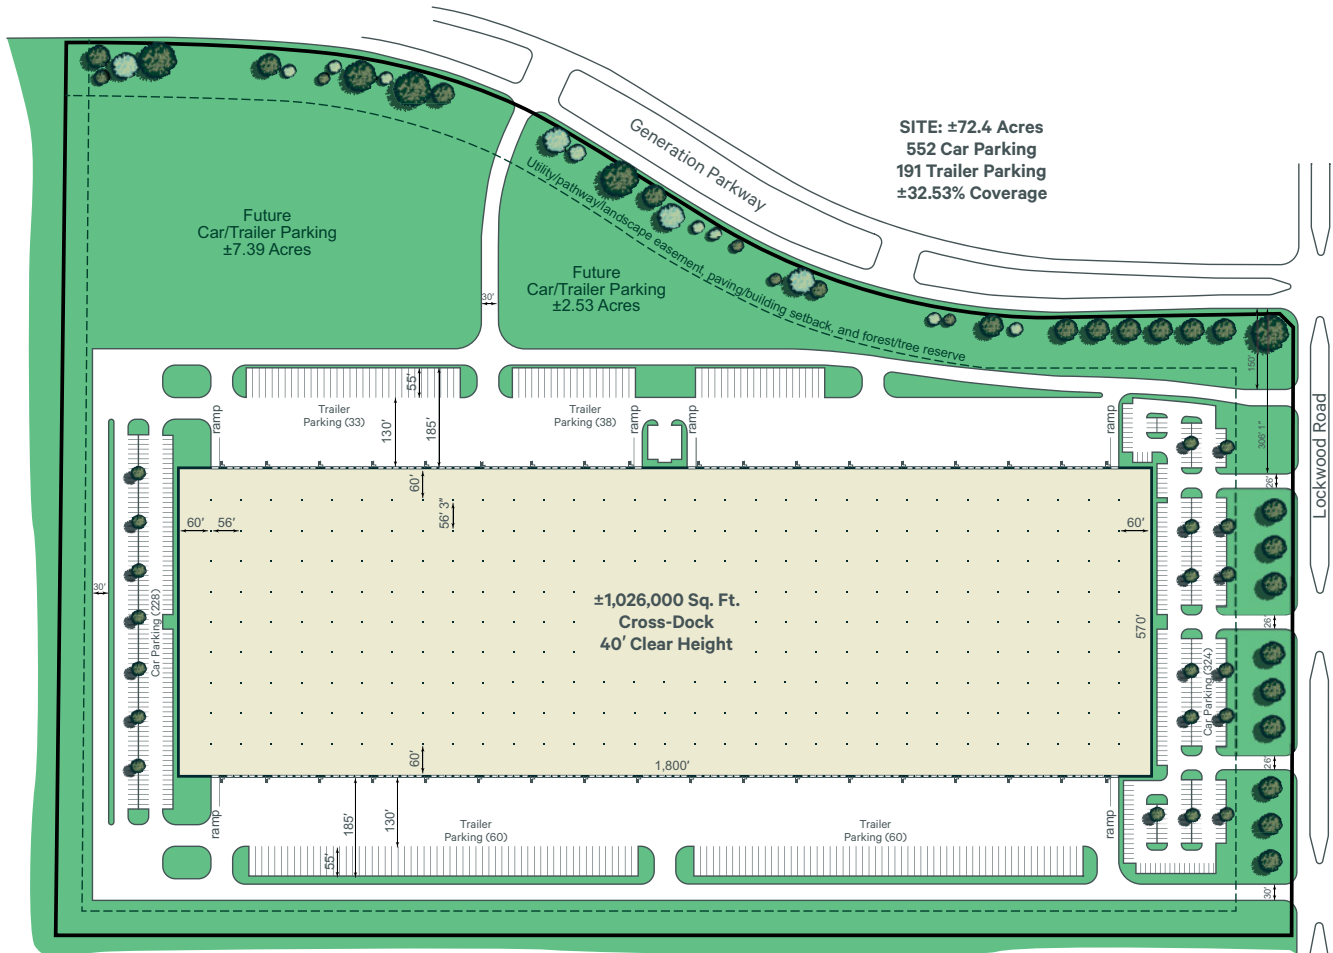 Generation Parkway
SITE: ±72.4 Acres
552 Car Parking
191 Trailer Parking
±32.53% Coverage
Utility/pathway/landscape easement, paving/building setback, and forest/tree reserve
Future
Car/Trailer Parking
±7.39 Acres
Future
Car/Trailer Parking
±2.53 Acres
30'
150'
306' 1"
Lockwood Road
55'
Trailer
Parking (33)
Trailer
Parking (38)
ramp
130'
185'
ramp
ramp
ramp
26'
60'
56' 3"
60'
56'
60'
30'
Car Parking (228)
±1,026,000 Sq. Ft.
Cross-Dock
40' Clear Height
570'
26'
Car Parking (324)
60'
1,800'
26'
ramp
185'
130'
Trailer
Parking (60)
Trailer
Parking (60)
ramp
55'
30'